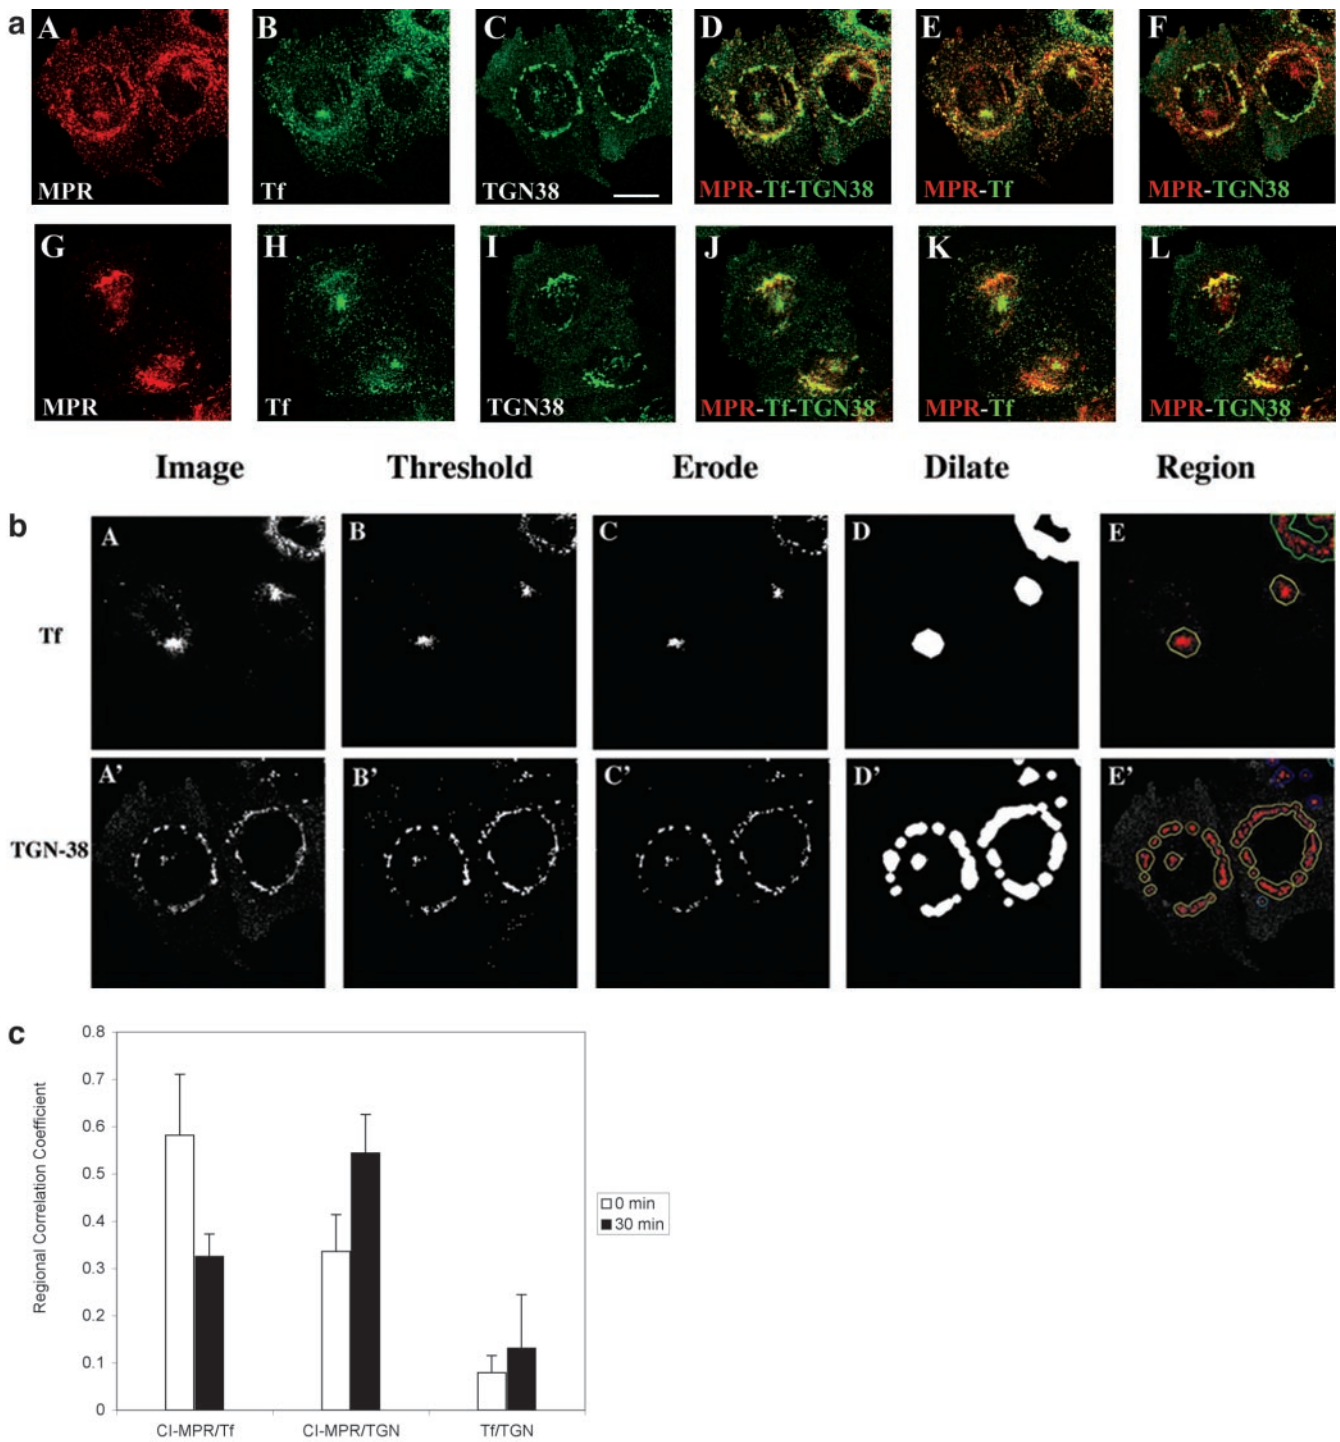 a
A B C D E F
MPR Tf TGN38 MPR-Tf-TGN38 MPR-Tf MPR-TGN38
G H I J K L
MPR Tf TGN38 MPR-Tf-TGN38 MPR-Tf MPR-TGN38
Image Threshold Erode Dilate Region
b
A B C D E
Tf
A' B' C' D' E'
TGN-38
c
0.8
0.7
0.6
0.5
0.4
0.3
0.2
0.1
0
Regional Correlation Coefficient
CI-MPR/Tf CI-MPR/TGN Tf/TGN
0 min
30 min